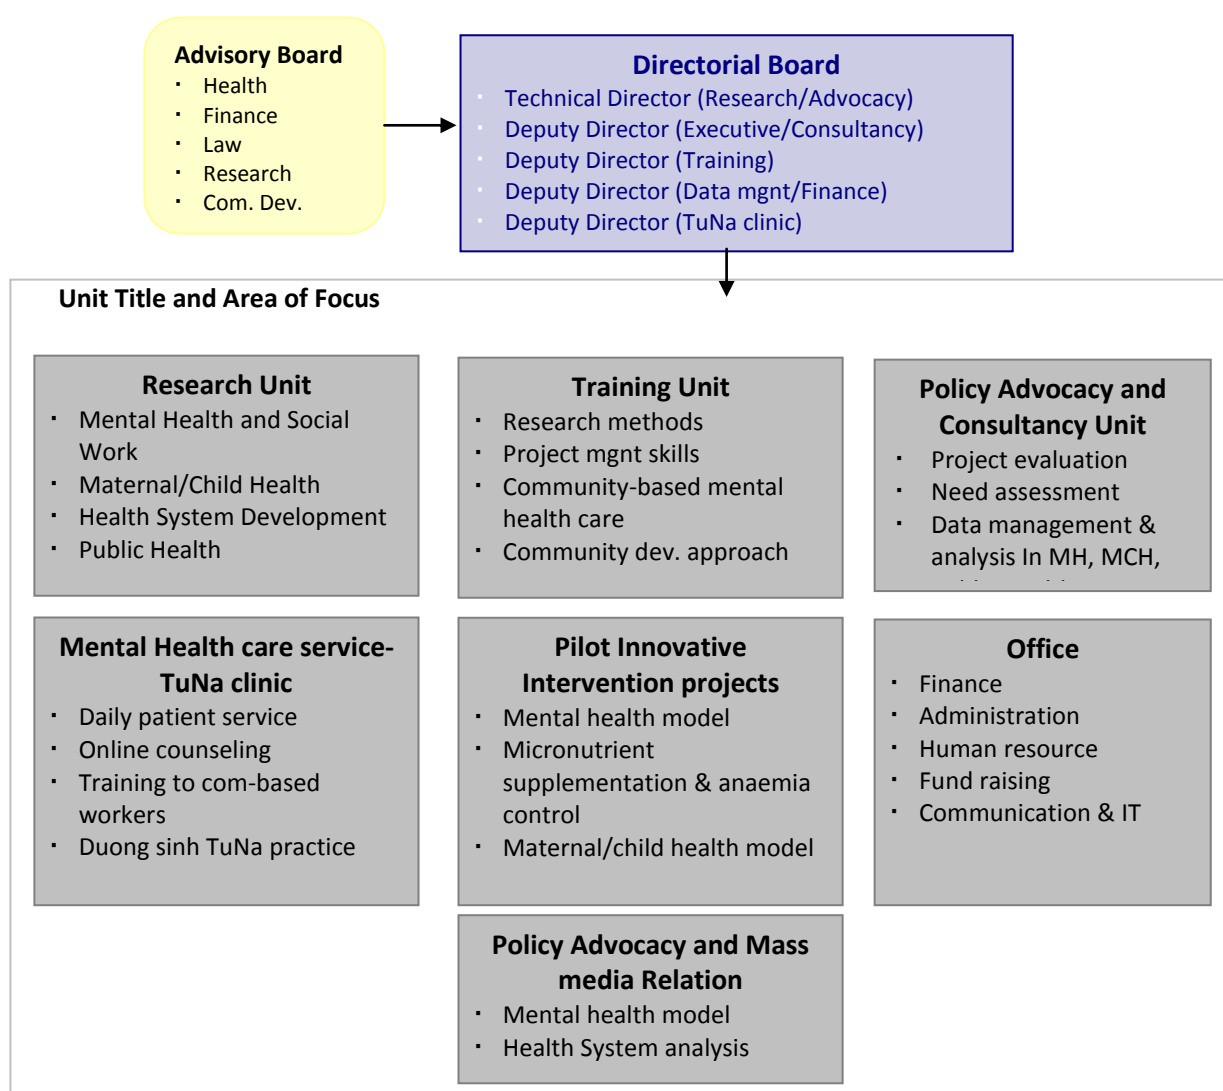 Advisory Board
· Health
· Finance
· Law
· Research
· Com. Dev.
Directorial Board
· Technical Director (Research/Advocacy)
· Deputy Director (Executive/Consultancy)
· Deputy Director (Training)
· Deputy Director (Data mgnt/Finance)
· Deputy Director (TuNa clinic)
Unit Title and Area of Focus
Research Unit
· Mental Health and Social
Work
· Maternal/Child Health
· Health System Development
· Public Health
Training Unit
· Research methods
· Project mgnt skills
· Community-based mental
health care
· Community dev. approach
Policy Advocacy and
Consultancy Unit
· Project evaluation
· Need assessment
· Data management &
analysis In MH, MCH,
Mental Health care service-
TuNa clinic
· Daily patient service
· Online counseling
· Training to com-based
workers
· Duong sinh TuNa practice
Pilot Innovative
Intervention projects
· Mental health model
· Micronutrient
supplementation & anaemia
control
· Maternal/child health model
Office
· Finance
· Administration
· Human resource
· Fund raising
· Communication & IT
Policy Advocacy and Mass
media Relation
· Mental health model
· Health System analysis